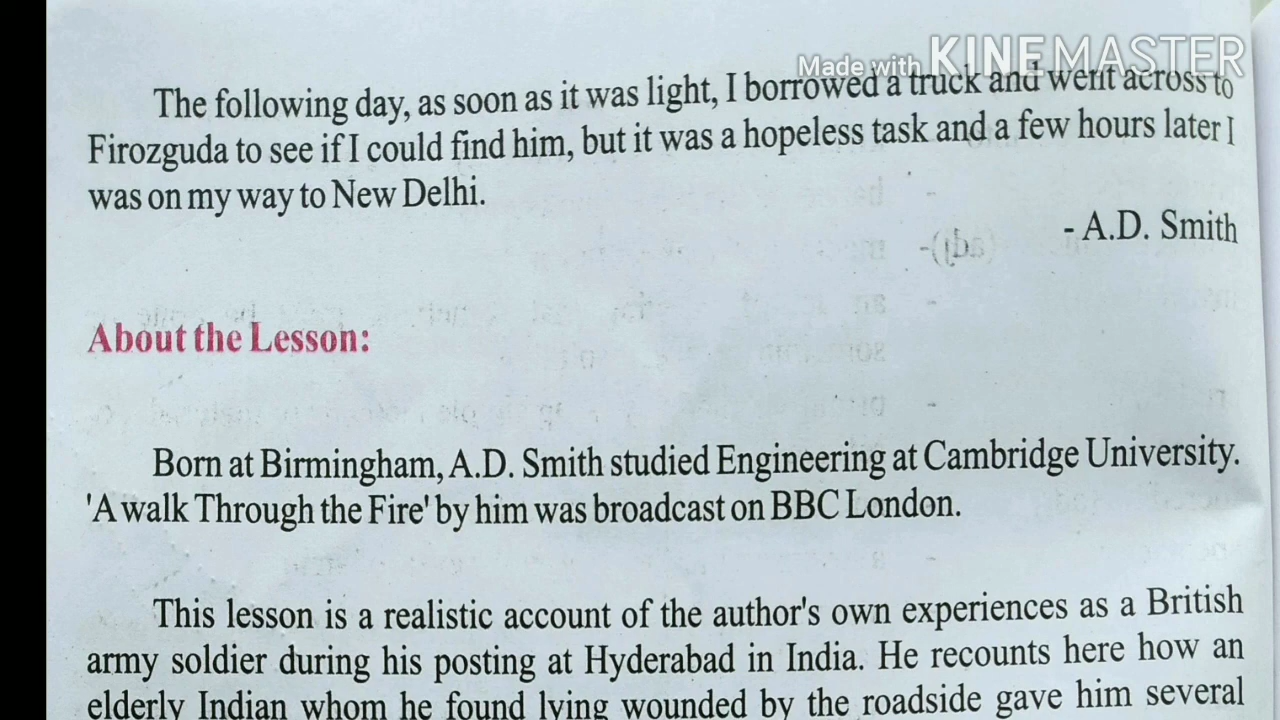 Made with KINEMASTER
The following day, as soon as it was light, I borrowed a truck and went across to
Firozguda to see if I could find him, but it was a hopeless task and a few hours later I
was on my way to New Delhi.
- A.D. Smith
About the Lesson:
Born at Birmingham, A.D. Smith studied Engineering at Cambridge University.
'A walk Through the Fire' by him was broadcast on BBC London.
This lesson is a realistic account of the author's own experiences as a British
army soldier during his posting at Hyderabad in India. He recounts here how an
elderly Indian whom he found lying wounded by the roadside gave him several